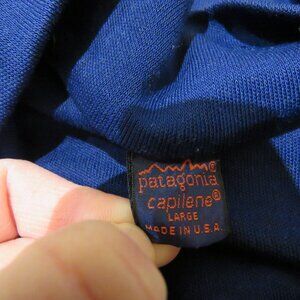 ®
patagonia
capilene®
LARGE
MADE IN U.S.A.